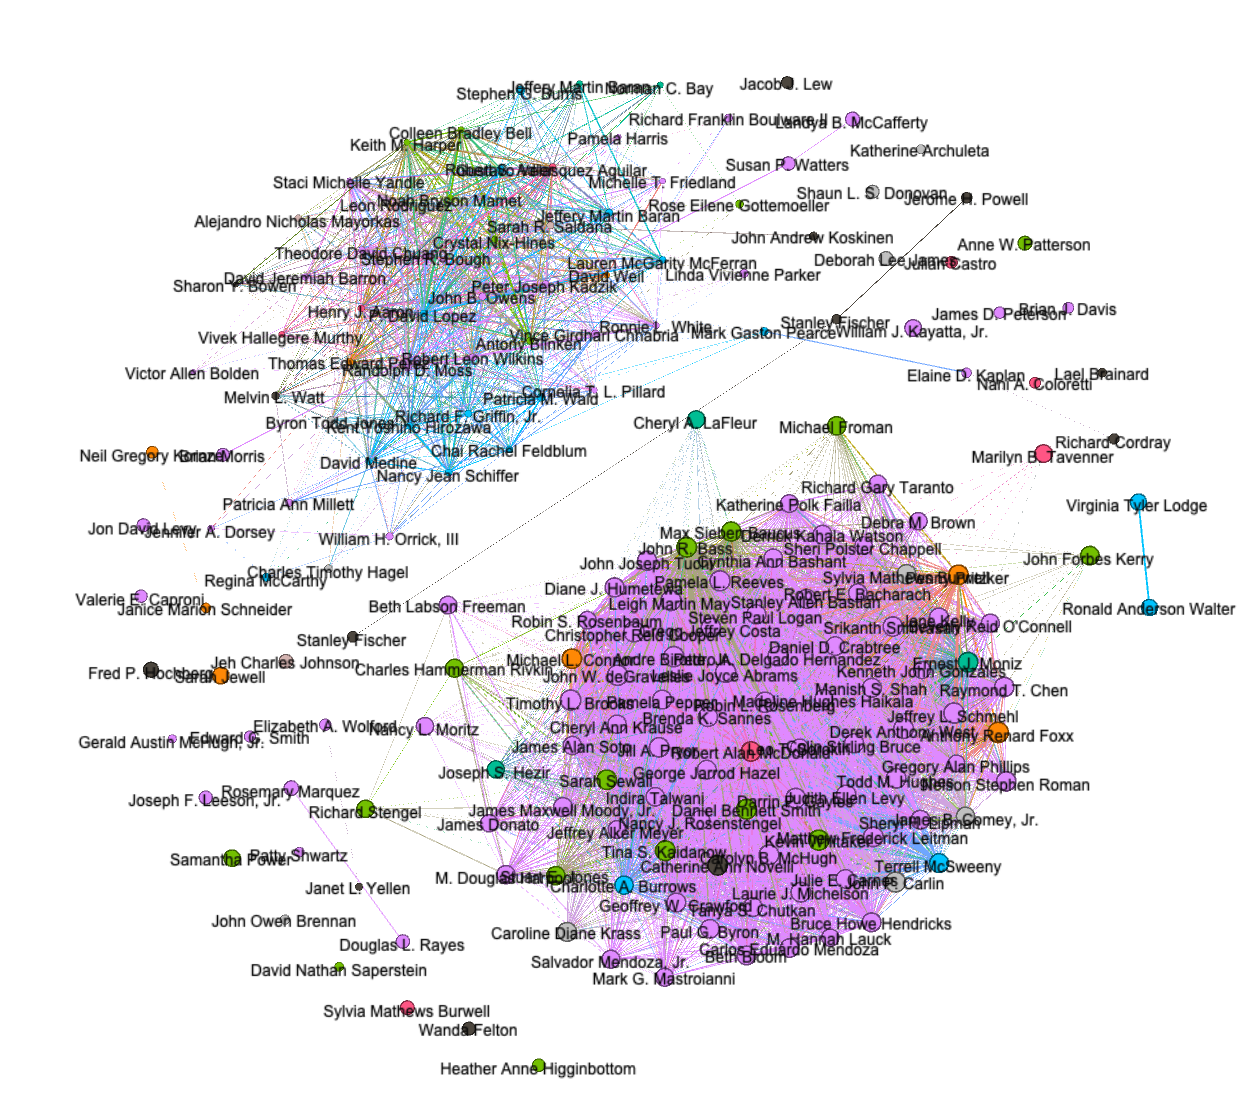 Jeffery Martin Baran
Stephen G. Burns
Norman C. Bay
Jacob J. Lew
Richard Franklin Boulware II
Landya B. McCafferty
Colleen Bradley Bell
Keith M. Harper
Pamela Harris
Katherine Archuleta
Susan P. Watters
Staci Michelle Yandle
Michelle T. Friedland
Shaun L. S. Donovan
Jerome H. Powell
Noah Bryson Mamet
Leon Rodriguez
Rose Eilene Gottemoeller
Alejandro Nicholas Mayorkas
Jeffery Martin Baran
Sarah R. Saldana
John Andrew Koskinen
Anne W. Patterson
Crystal Nix-Hines
Theodore David Chuang
Stephen R. Bough
Deborah Lee James
Julian Castro
Lauren McGarity McFerran
David Weil
Linda Vivienne Parker
David Jeremiah Barron
Sharon Y. Bowen
Peter Joseph Kadzik
John B. Owens
Henry J. Aaron
P. David Lopez
Brian J. Davis
James D. Peterson
Stanley Fischer
Ronnie L. White
Mark Gaston Pearce
William J. Kayatta, Jr.
Vivek Hallegere Murthy
Vince Girdhari Chhabria
Antony Blinken
Robert Leon Wilkins
Thomas Edward Perez
Randolph D. Moss
Victor Allen Bolden
Elaine D. Kaplan
Lael Brainard
Nani A. Coloretti
Cornelia T. L. Pillard
Patricia M. Wald
Melvin L. Watt
Richard F. Griffin, Jr.
Byron Todd Jones
Kent Yoshiho Hirozawa
Cheryl A. LaFleur
Michael Froman
Richard Cordray
Chai Rachel Feldblum
Neil Gregory Kornze
Brian Morris
David Medine
Marilyn B. Tavenner
Nancy Jean Schiffer
Richard Gary Taranto
Patricia Ann Millett
Katherine Polk Failla
Virginia Tyler Lodge
Debra M. Brown
Jon David Levy
Jennifer A. Dorsey
Max Sieben Baucus
Derrick Kahala Watson
William H. Orrick, III
John R. Bass
Sheri Polster Chappell
John Forbes Kerry
John Joseph Tuchi
Cynthia Ann Bashant
Charles Timothy Hagel
Regina McCarthy
Pamela L. Reeves
Sylvia Mathews Burwell
Penny Pritzker
Diane J. Humetewa
Robert E. Bacharach
Valerie E. Caproni
Janice Marion Schneider
Beth Labson Freeman
Leigh Martin May
Stanley Allen Bastian
Ronald Anderson Walter
Robin S. Rosenbaum
Steven Paul Logan
Jane Kelly
Beverly Reid O'Connell
Srikanth Srinivasan
Gregg Jeffrey Costa
Christopher Reid Cooper
Stanley Fischer
Daniel D. Crabtree
Jeh Charles Johnson
Michael L. Connor
Pedro A. Delgado Hernandez
Ernest J. Moniz
Fred P. Hochberg
Sarah Jewell
Charles Hammerman Rivkin
John W. deGravelles
Leslie Joyce Abrams
Kenneth John Gonzales
Manish S. Shah
Raymond T. Chen
Timothy L. Brooks
Pamela Pepper
Madeline Hughes Haikala
Robin L. Rosenberg
Jeffrey L. Schmehl
Brenda K. Sannes
Elizabeth A. Wolford
Nancy L. Moritz
Cheryl Ann Krause
Derek Anthony West
Anthony Renard Foxx
Gerald Austin McHugh, Jr.
Edward G. Smith
James Alan Soto
Jill A. Pryor
Robert Alan McDonald
Colin Stirling Bruce
Gregory Alan Phillips
Joseph S. Hezir
George Jarrod Hazel
Sarah Sewall
Todd M. Hughes
Nelson Stephen Roman
Rosemary Marquez
Joseph F. Leeson, Jr.
Indira Talwani
Judith Ellen Levy
Richard Stengel
James Maxwell Moody, Jr.
Daniel Bennett Smith
James Donato
Nancy J. Rosenstengel
James B. Comey, Jr.
Sheryl H. Lipman
Jeffrey Alker Meyer
Matthew Frederick Leitman
Kevin Whitaker
Samantha Power
Patty Shwartz
Tina S. Kaidanow
Carolyn B. McHugh
Catherine Ann Novelli
Terrell McSweeny
Janet L. Yellen
M. Douglas Harpool
Stuart E. Jones
Charlotte A. Burrows
Julie E. Carnes
John P. Carlin
Laurie J. Michelson
Geoffrey W. Crawford
Tanya S. Chutkan
John Owen Brennan
Caroline Diane Krass
Paul G. Byron
Bruce Howe Hendricks
Douglas L. Rayes
M. Hannah Lauck
Carlos Eduardo Mendoza
Beth Bloom
Salvador Mendoza, Jr.
David Nathan Saperstein
Mark G. Mastroianni
Sylvia Mathews Burwell
Wanda Felton
Heather Anne Higginbottom